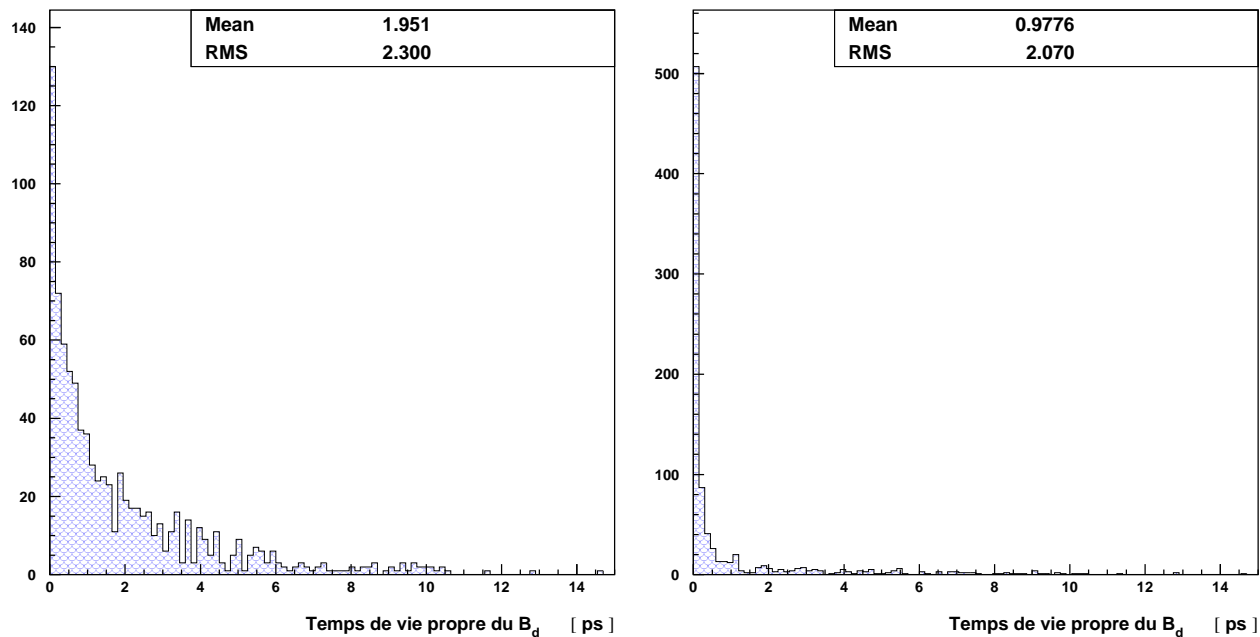 Mean 1.951
RMS 2.300
140
120
100
80
60
40
20
0
0 2 4 6 8 10 12 14
Temps de vie propre du Bd [ ps ]
Mean 0.9776
RMS 2.070
500
400
300
200
100
0
0 2 4 6 8 10 12 14
Temps de vie propre du Bd [ ps ]